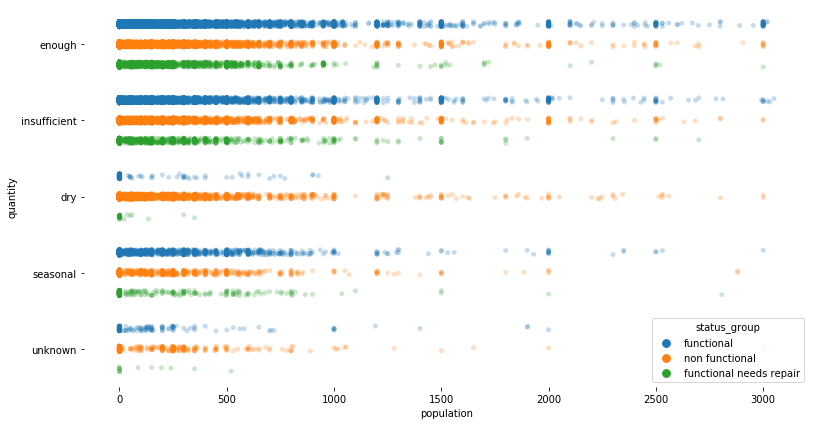 enough
insufficient
dry
seasonal
unknown
quantity
status_group
functional
non functional
functional needs repair
0 500 1000 1500 2000 2500 3000
population